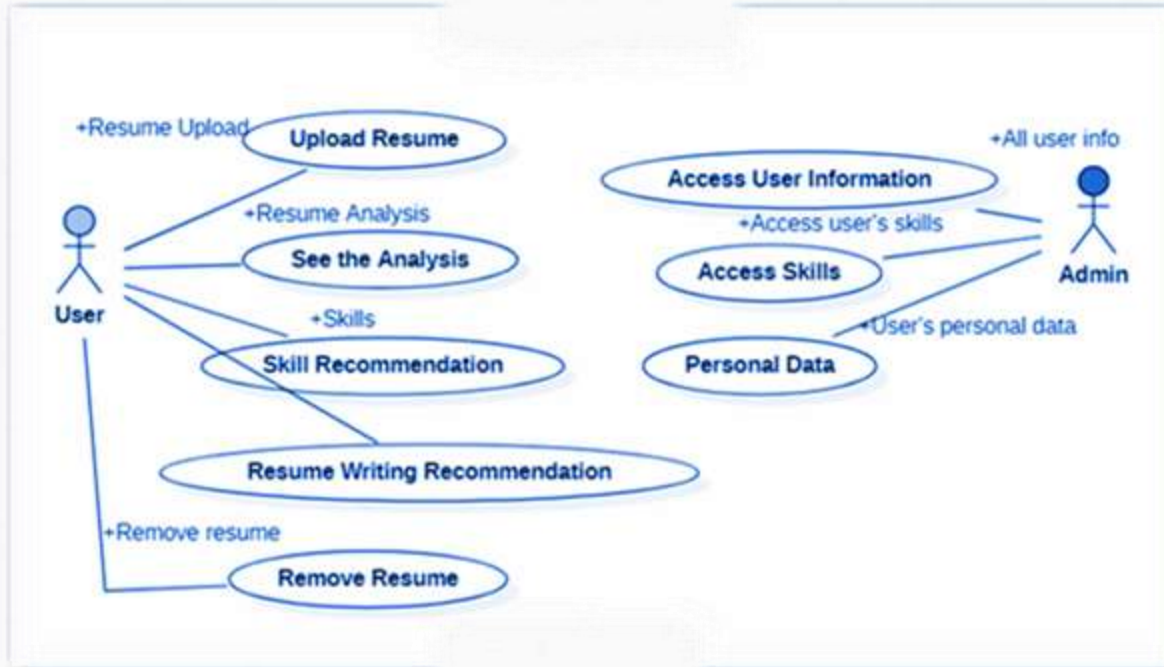 +Resume Upload
Upload Resume
+All user info
Access User Information
+Resume Analysis
+Access user's skills
See the Analysis
Access Skills
Admin
User
+Skills
+User's personal data
Skill Recommendation
Personal Data
Resume Writing Recommendation
+Remove resume
Remove Resume